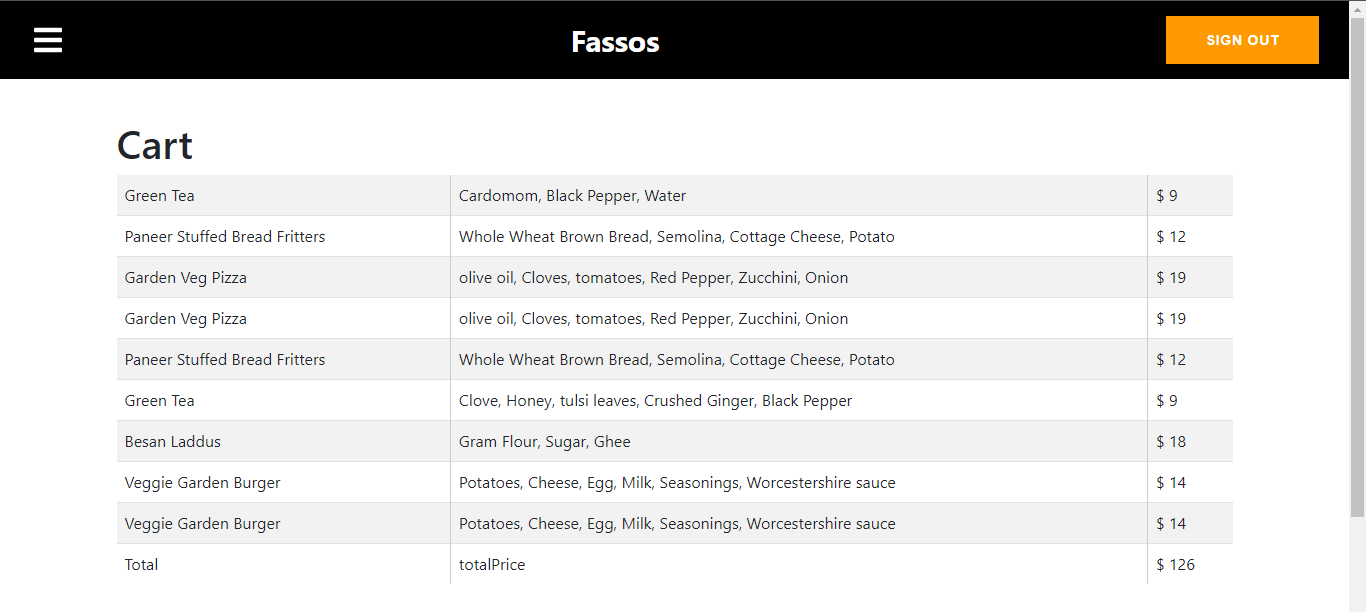 Fassos
SIGN OUT
Cart
Green Tea Cardomom, Black Pepper, Water $ 9
Paneer Stuffed Bread Fritters Whole Wheat Brown Bread, Semolina, Cottage Cheese, Potato $ 12
Garden Veg Pizza olive oil, Cloves, tomatoes, Red Pepper, Zucchini, Onion $ 19
Garden Veg Pizza olive oil, Cloves, tomatoes, Red Pepper, Zucchini, Onion $ 19
Paneer Stuffed Bread Fritters Whole Wheat Brown Bread, Semolina, Cottage Cheese, Potato $ 12
Green Tea Clove, Honey, tulsi leaves, Crushed Ginger, Black Pepper $ 9
Besan Laddus Gram Flour, Sugar, Ghee $ 18
Veggie Garden Burger Potatoes, Cheese, Egg, Milk, Seasonings, Worcestershire sauce $ 14
Veggie Garden Burger Potatoes, Cheese, Egg, Milk, Seasonings, Worcestershire sauce $ 14
Total totalPrice $ 126